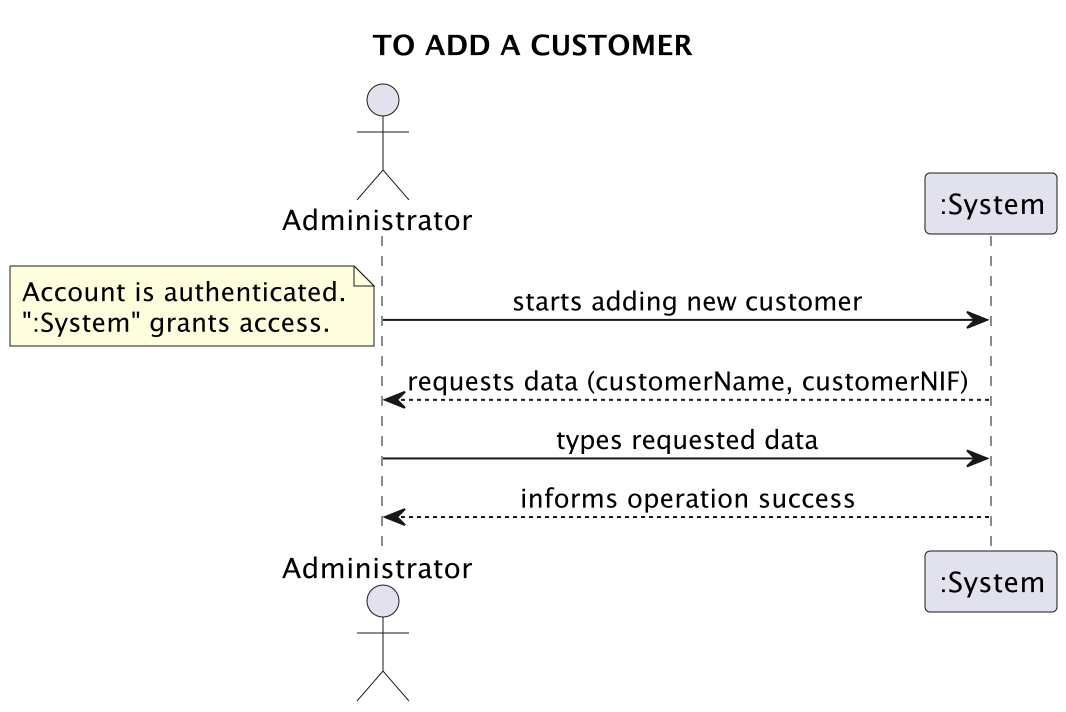 TO ADD A CUSTOMER
Administrator
:System
Account is authenticated.
":System" grants access.
starts adding new customer
requests data (customerName, customerNIF)
types requested data
informs operation success
Administrator
:System